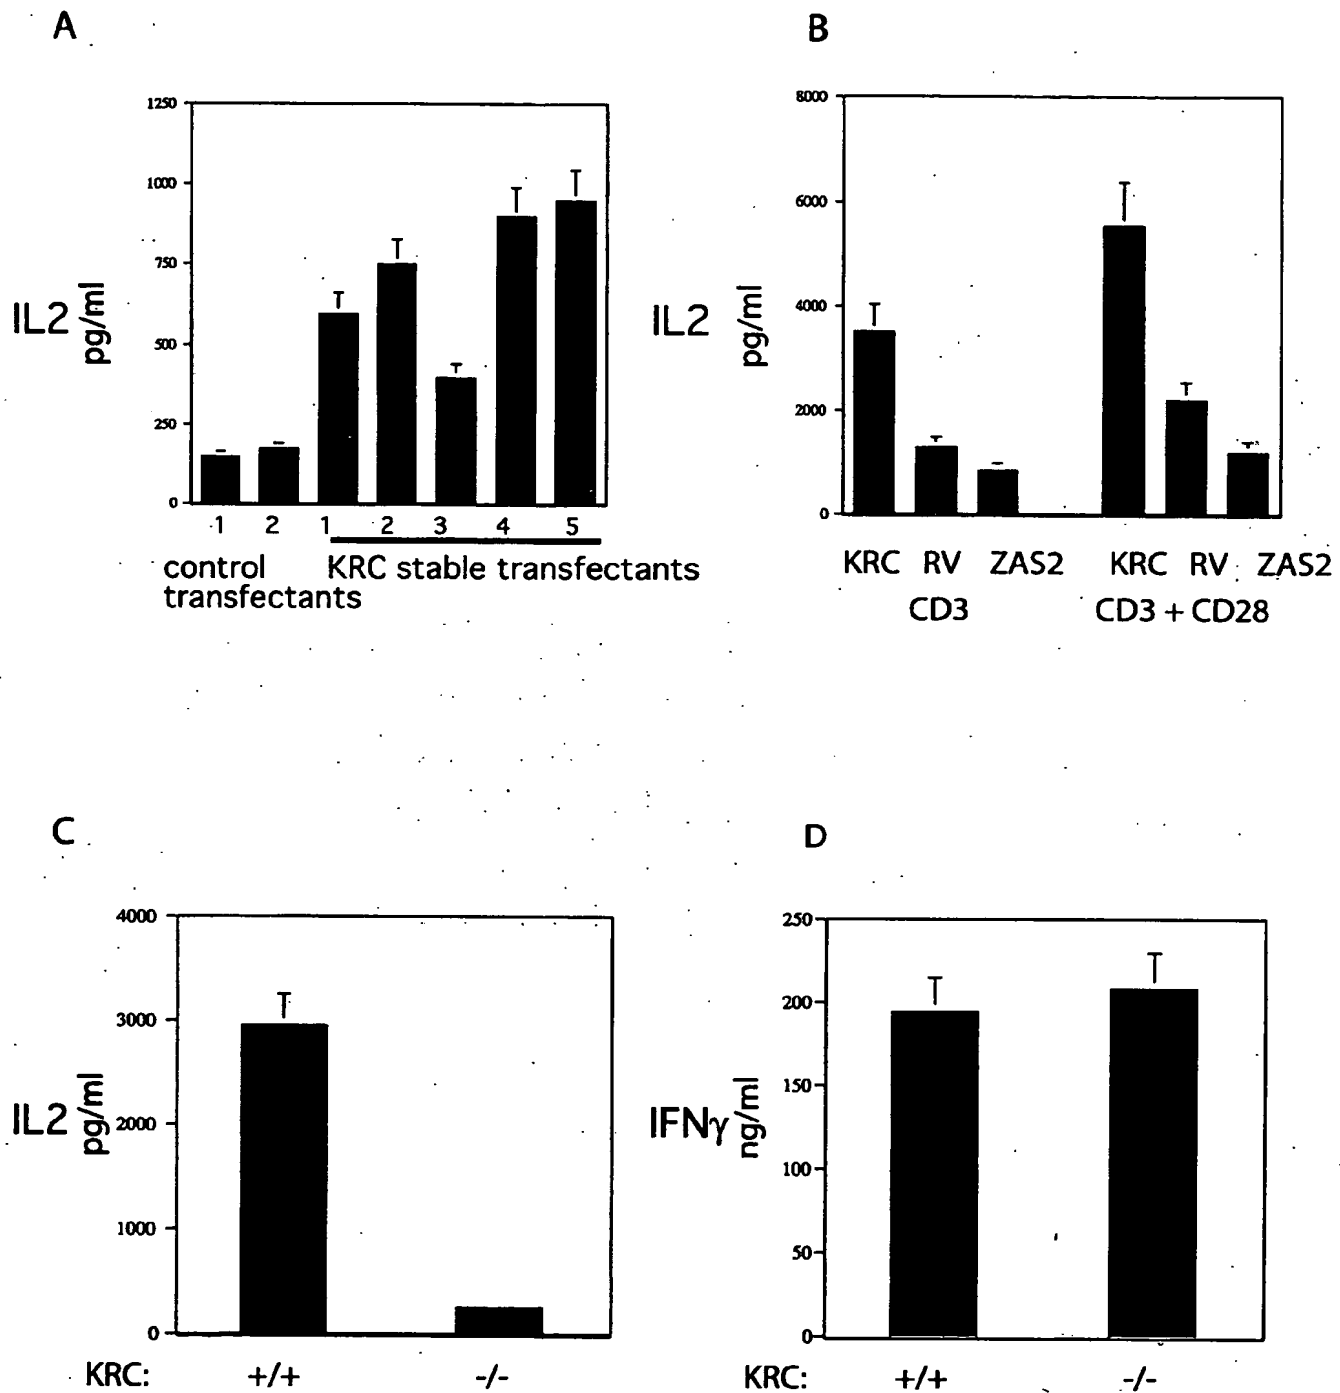 A
1250
1000
750
500
250
0
IL2 pg/ml
1 2 1 2 3 4 5
control KRC stable transfectants
transfectants
B
8000
6000
4000
2000
0
IL2 pg/ml
KRC RV ZAS2 KRC RV ZAS2
CD3 CD3 + CD28
C
4000
3000
2000
1000
0
IL2 pg/ml
KRC: +/+ -/-
D
250
200
150
100
50
0
IFNγ ng/ml
KRC: +/+ -/-